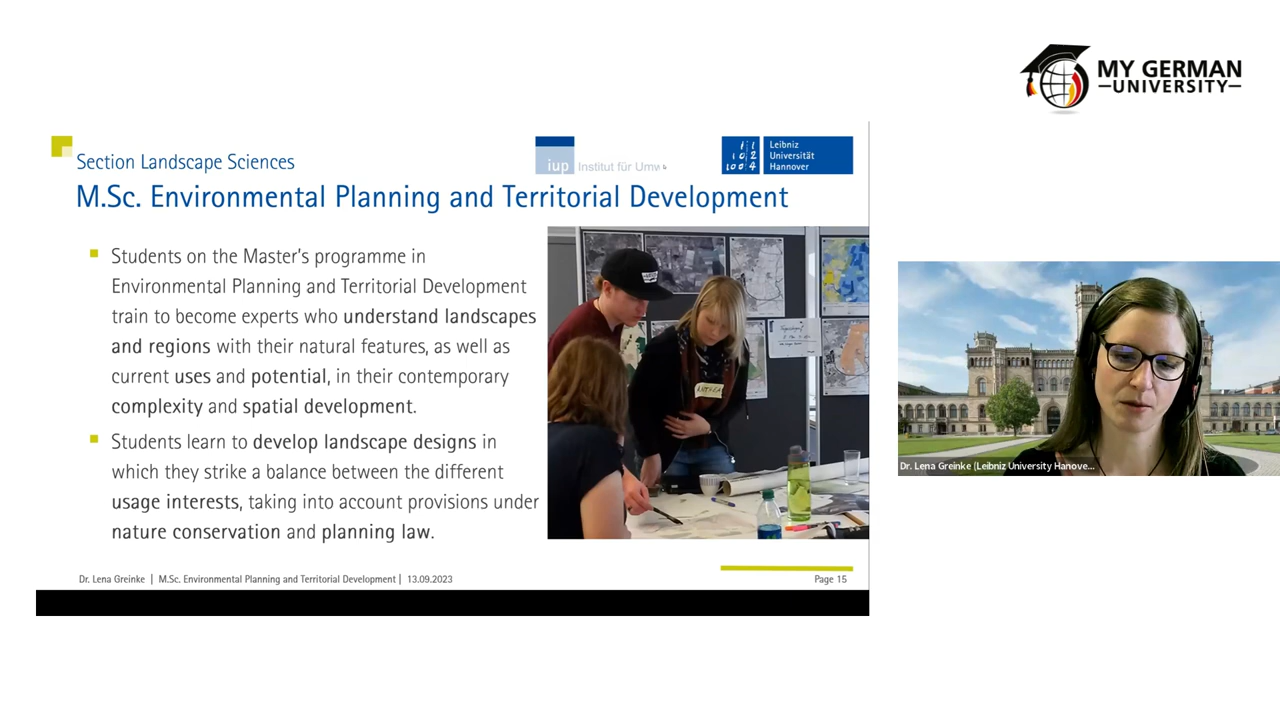 MY GERMAN
UNIVERSITY
Section Landscape Sciences
iup Institut für Umw
Leibniz
Universität
Hannover
M.Sc. Environmental Planning and Territorial Development
Students on the Master's programme in
Environmental Planning and Territorial Development
train to become experts who understand landscapes
and regions with their natural features, as well as
current uses and potential, in their contemporary
complexity and spatial development.
Students learn to develop landscape designs in
which they strike a balance between the different
usage interests, taking into account provisions under
nature conservation and planning law.
Dr. Lena Greinke (Leibniz University Hanove...
Dr. Lena Greinke | M.Sc. Environmental Planning and Territorial Development | 13.09.2023
Page 15